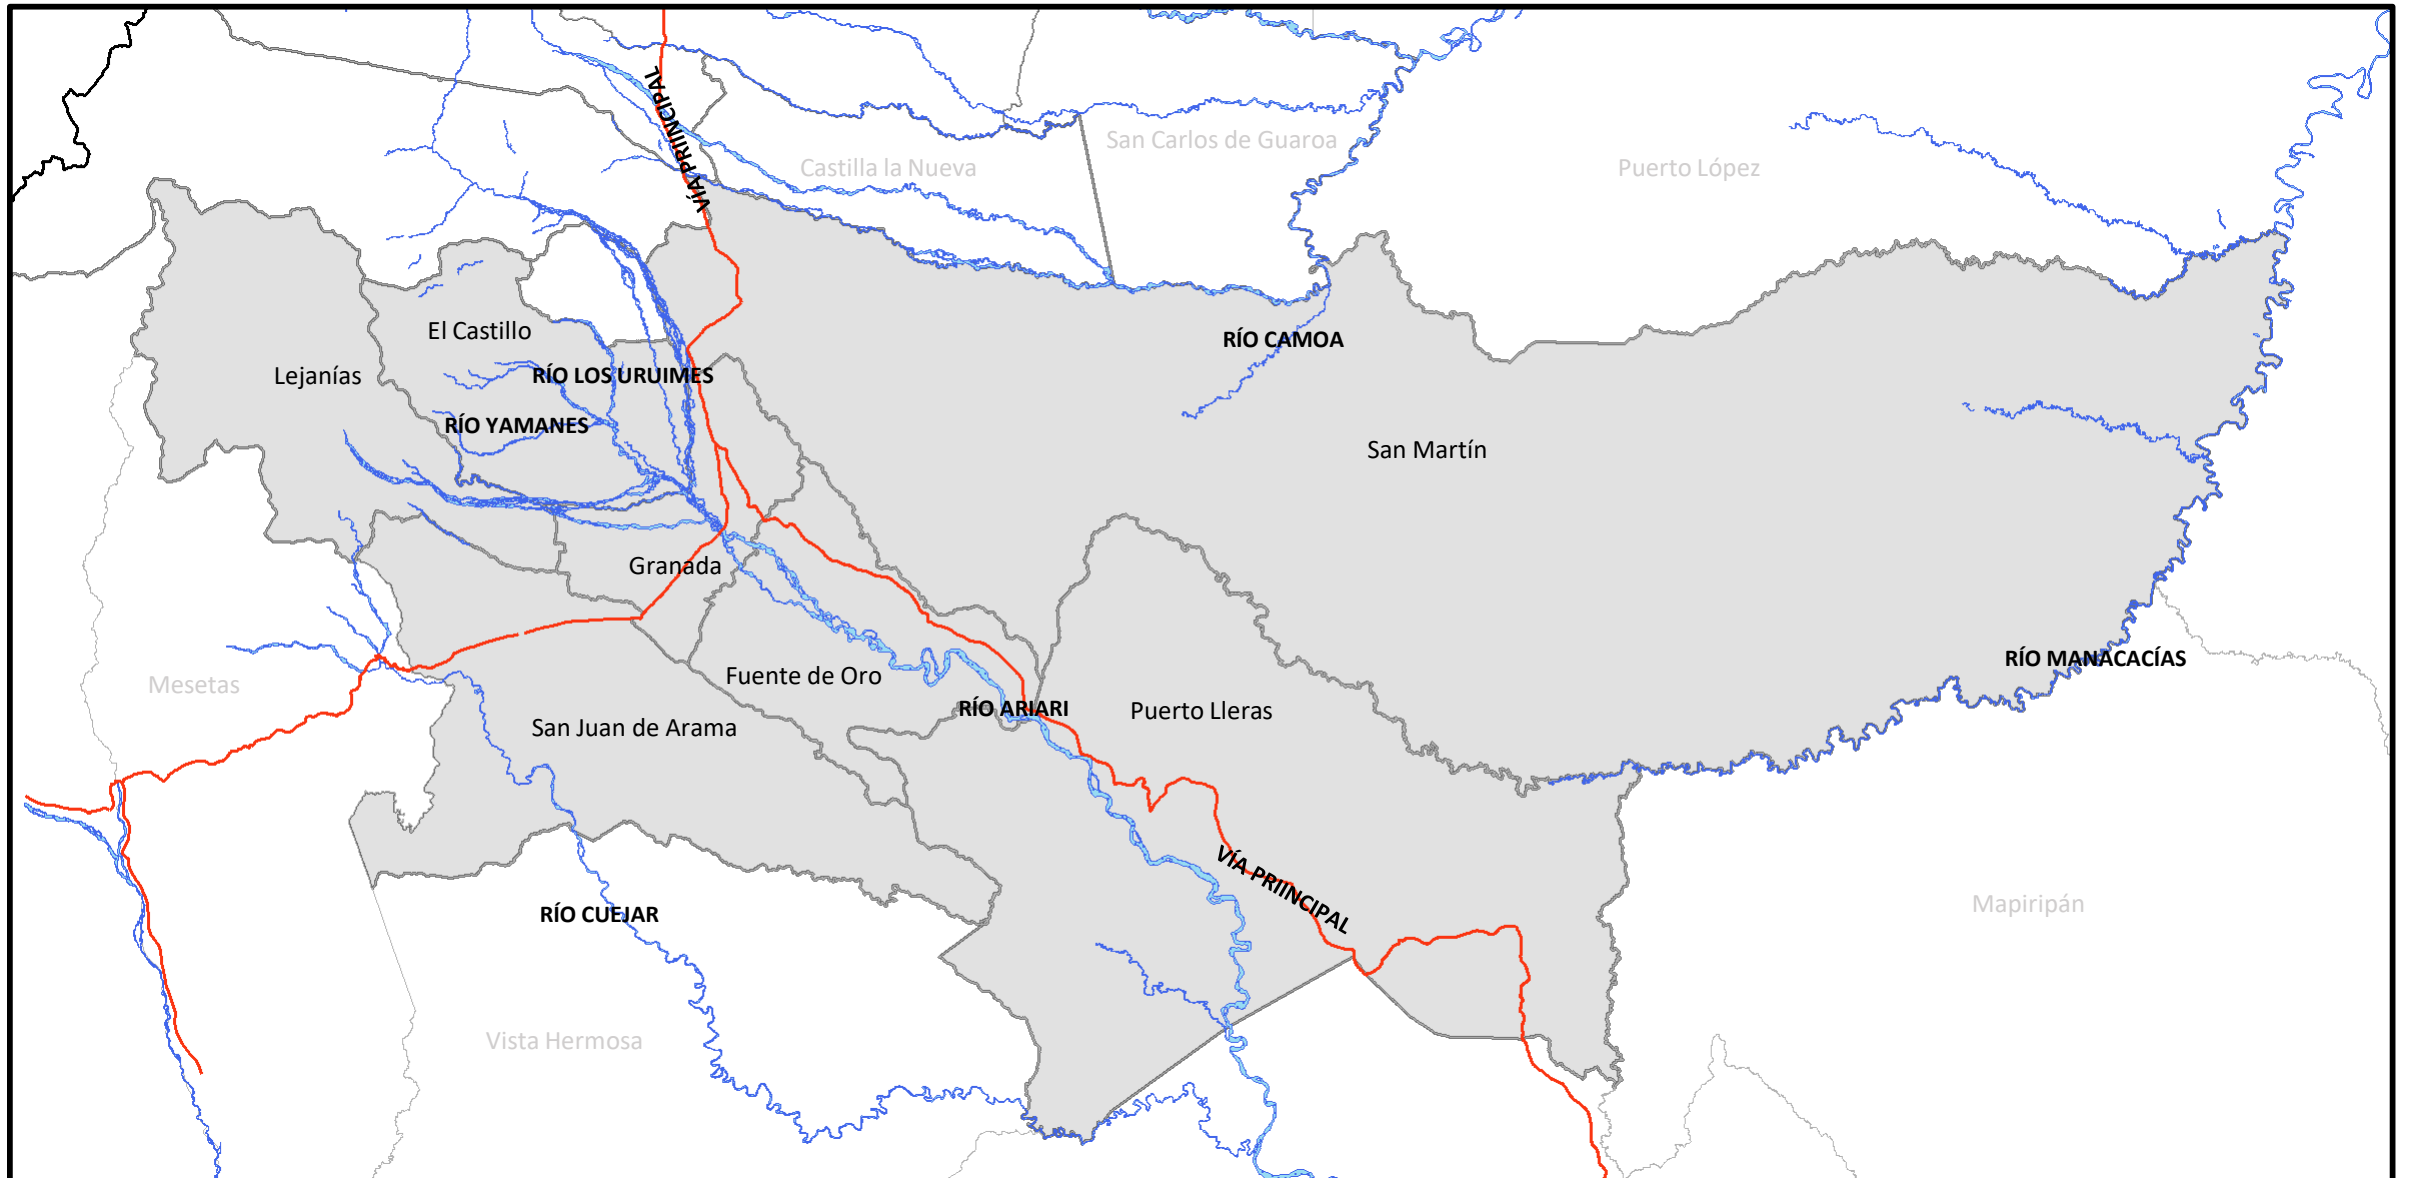 VÍA PRIINCIPAL
San Carlos de Guaroa
Castilla la Nueva
Puerto López
El Castillo
RÍO CAMOA
Lejanías
RÍO LOS URUIMES
RÍO YAMANES
San Martín
Granada
RÍO MANACACÍAS
Mesetas
Fuente de Oro
RÍO ARIARI
Puerto Lleras
San Juan de Arama
VÍA PRIINCIPAL
Mapiripán
RÍO CUEJAR
Vista Hermosa